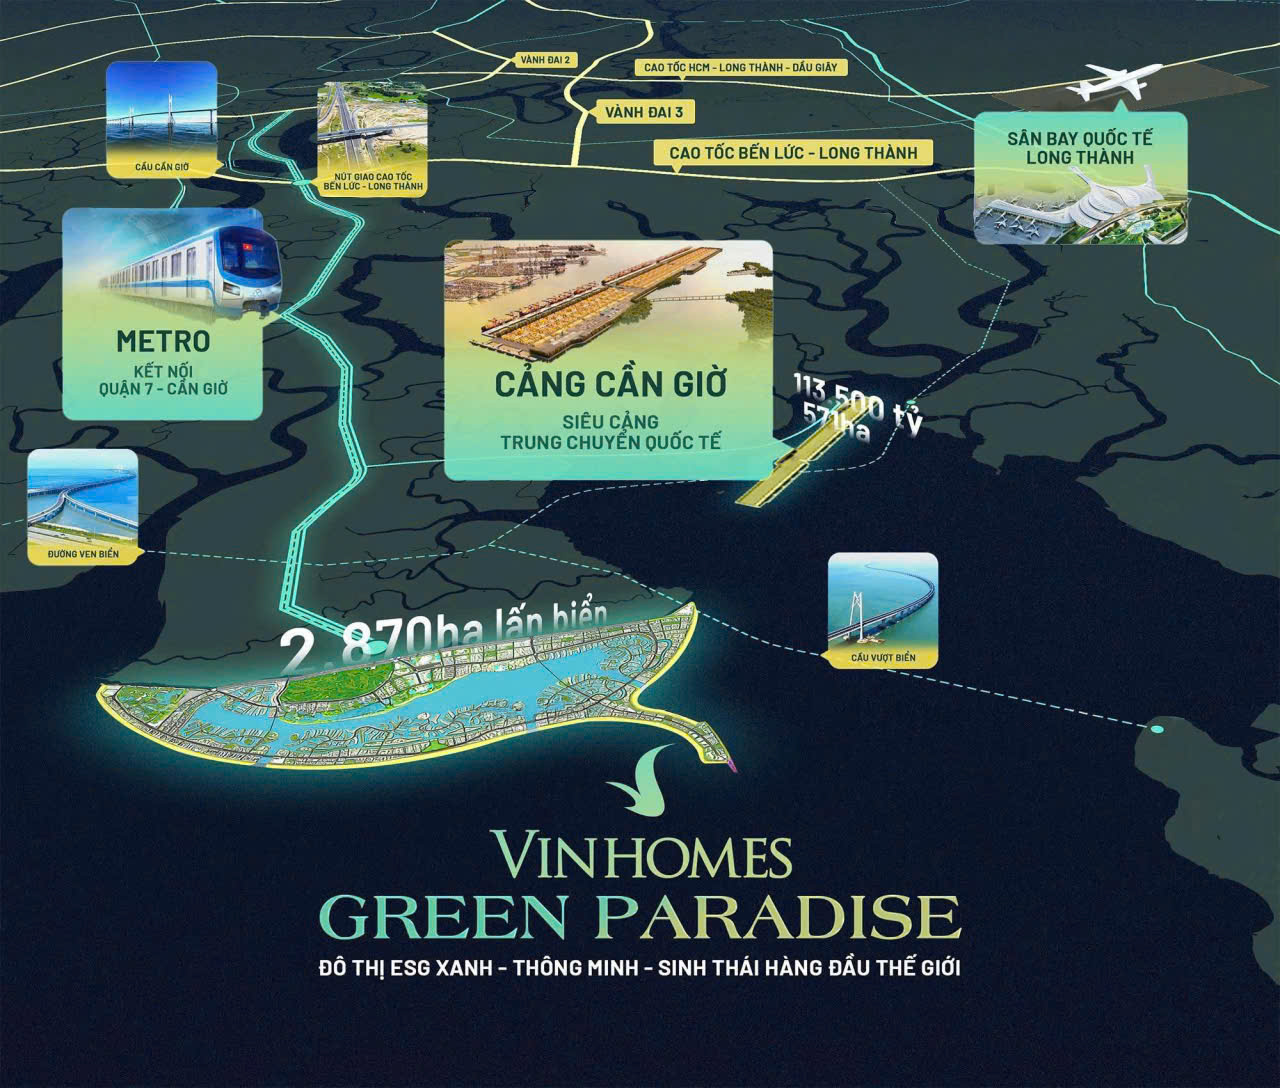 VÀNH ĐAI 2
CAO TỐC HCM - LONG THÀNH - DẦU GIÂY
VÀNH ĐAI 3
CAO TỐC BẾN LỨC - LONG THÀNH
SÂN BAY QUỐC TẾ
LONG THÀNH
CẦU CẦN GIỜ
NÚT GIAO CAO TỐC
BẾN LỨC - LONG THÀNH
METRO
KẾT NỐI
QUẬN 7 - CẦN GIỜ
CẢNG CẦN GIỜ
SIÊU CẢNG
TRUNG CHUYỂN QUỐC TẾ
113.500 tỷ
571ha
ĐƯỜNG VEN BIỂN
CẦU VƯỢT BIỂN
2.870ha lấn biển
VINHOMES
GREEN PARADISE
ĐÔ THỊ ESG XANH - THÔNG MINH - SINH THÁI HÀNG ĐẦU THẾ GIỚI